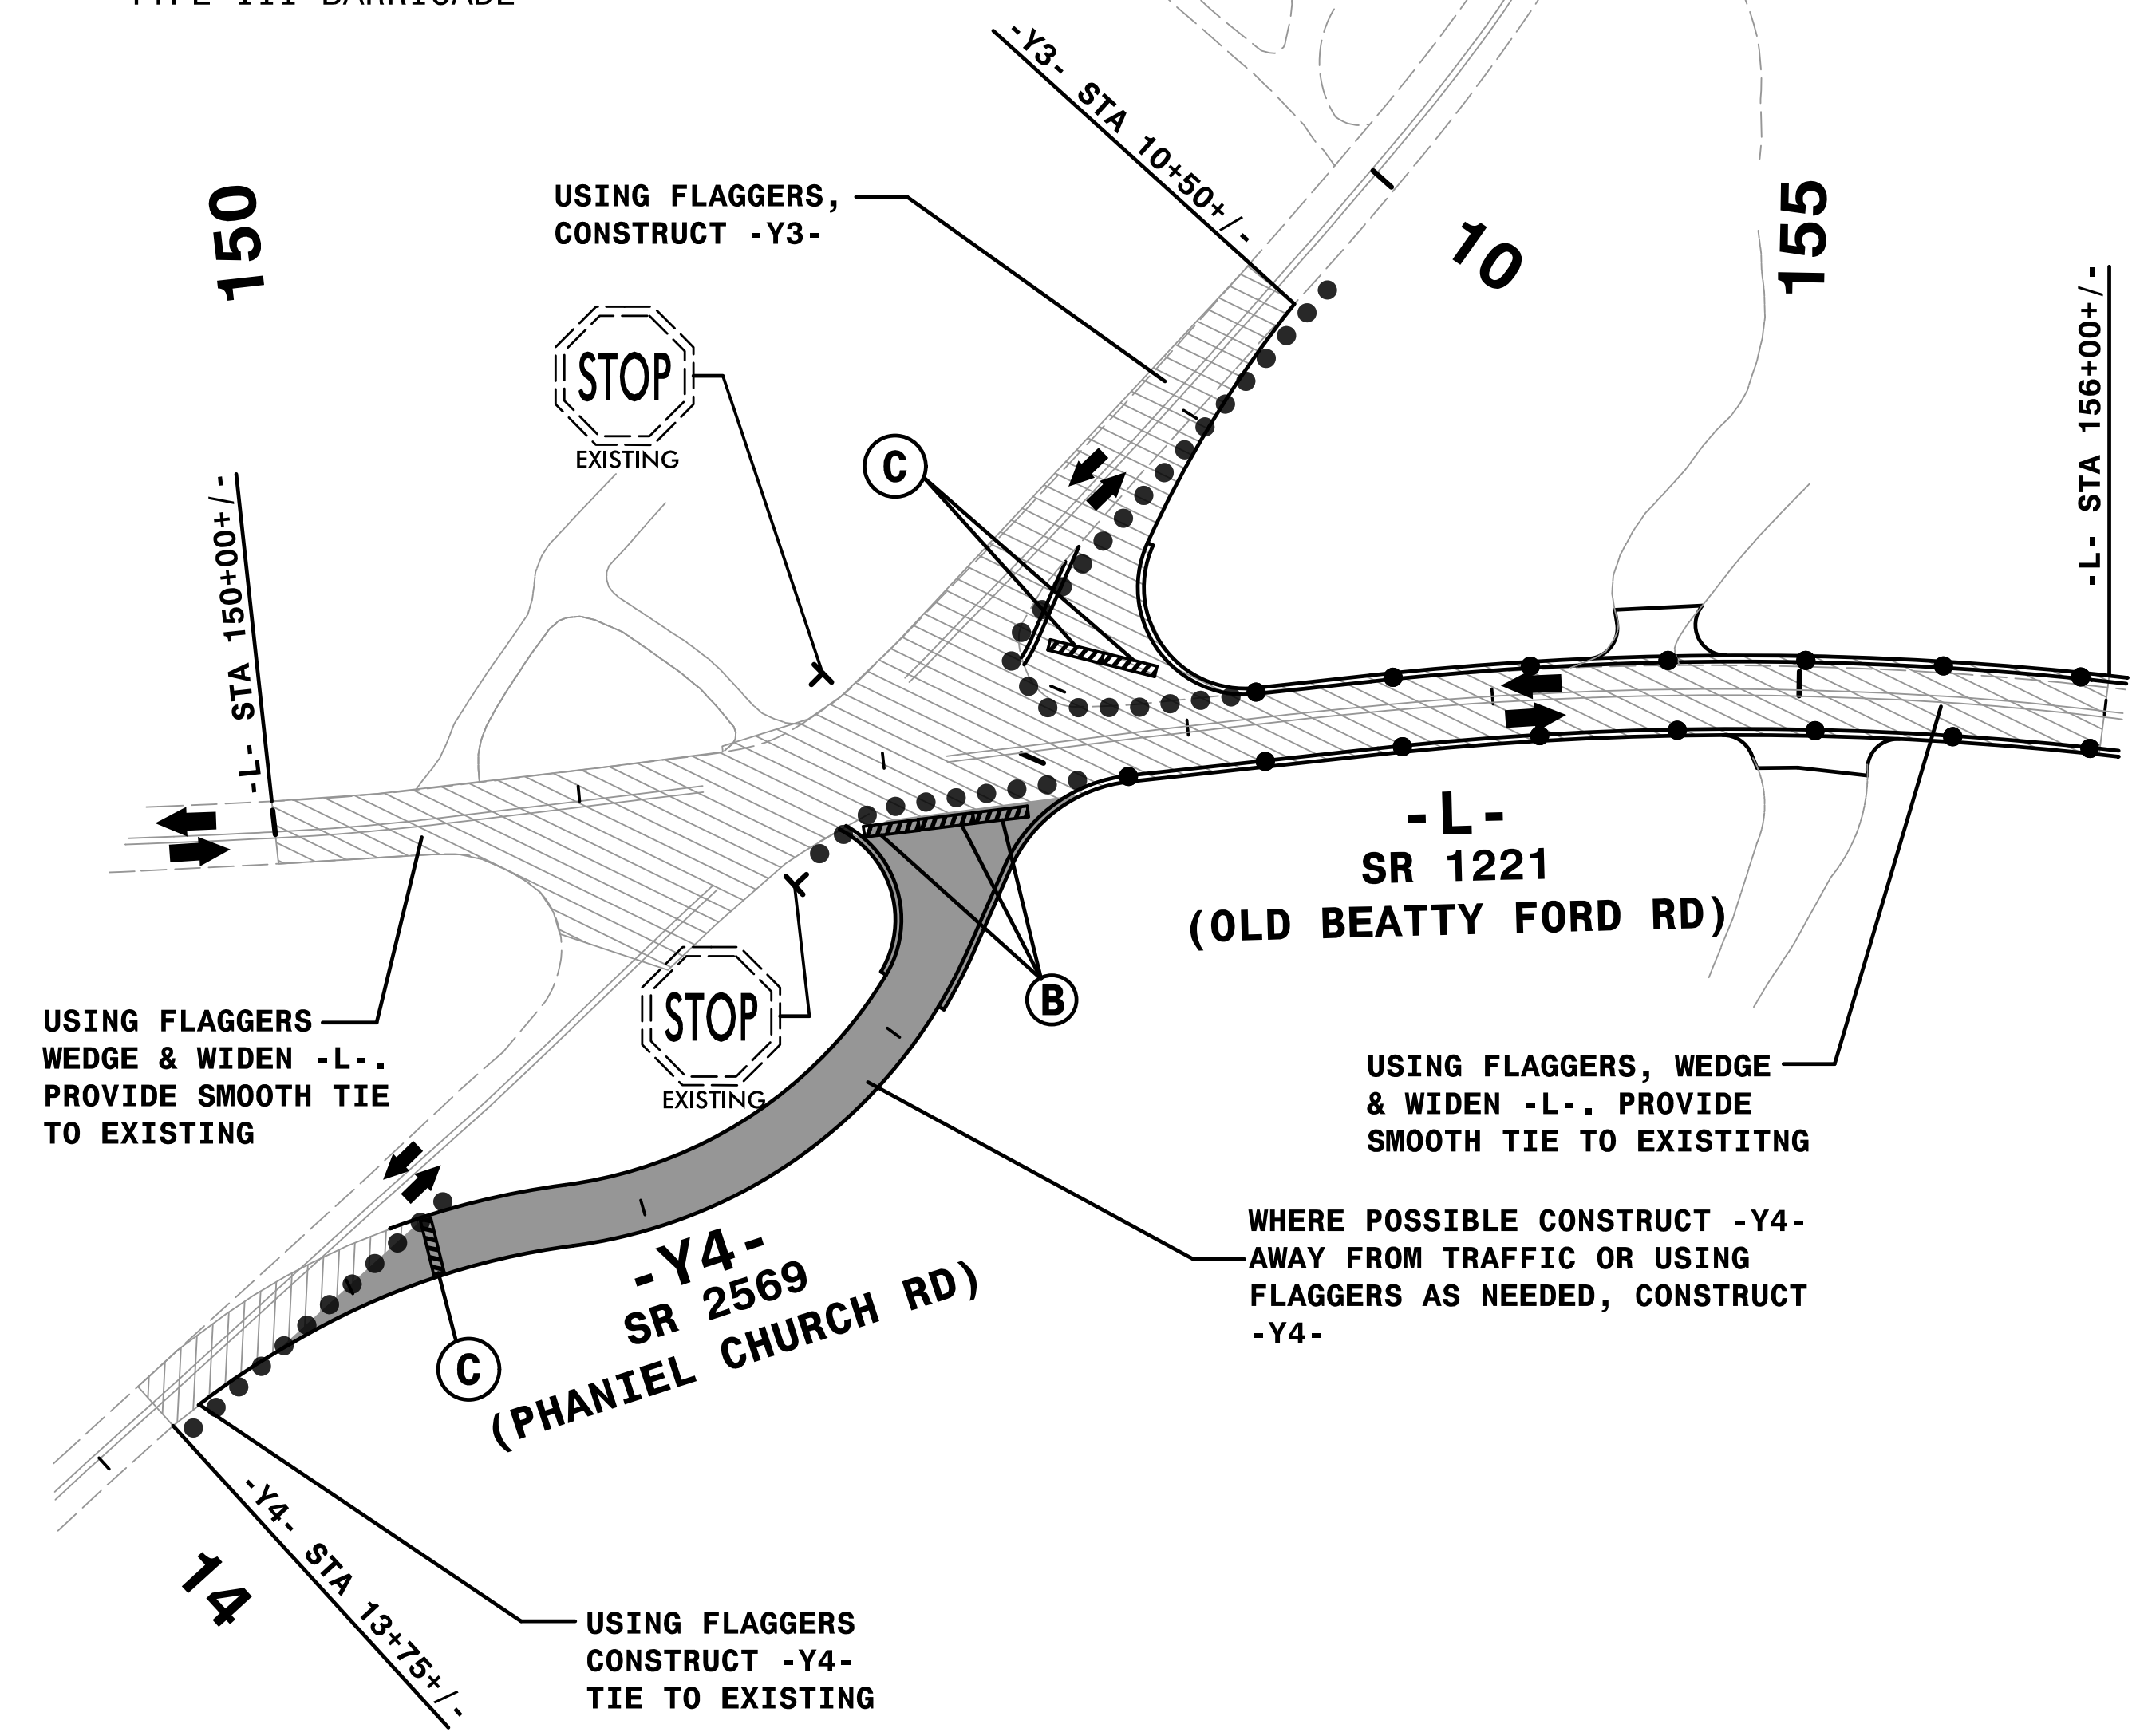 TYPE III BARRICADE
-Y3- STA 10+50+/-
150
USING FLAGGERS,
CONSTRUCT -Y3-
10
155
-L- STA 156+00+/-
STOP
EXISTING
C
-L- STA 150+00+/-
-L-
SR 1221
(OLD BEATTY FORD RD)
STOP
EXISTING
B
USING FLAGGERS
WEDGE & WIDEN -L-.
PROVIDE SMOOTH TIE
TO EXISTING
USING FLAGGERS, WEDGE
& WIDEN -L-. PROVIDE
SMOOTH TIE TO EXISTITNG
WHERE POSSIBLE CONSTRUCT -Y4-
AWAY FROM TRAFFIC OR USING
FLAGGERS AS NEEDED, CONSTRUCT
-Y4-
-Y4-
SR 2569
(PHANIEL CHURCH RD)
C
14
-Y4- STA 13+75+/-
USING FLAGGERS
CONSTRUCT -Y4-
TIE TO EXISTING